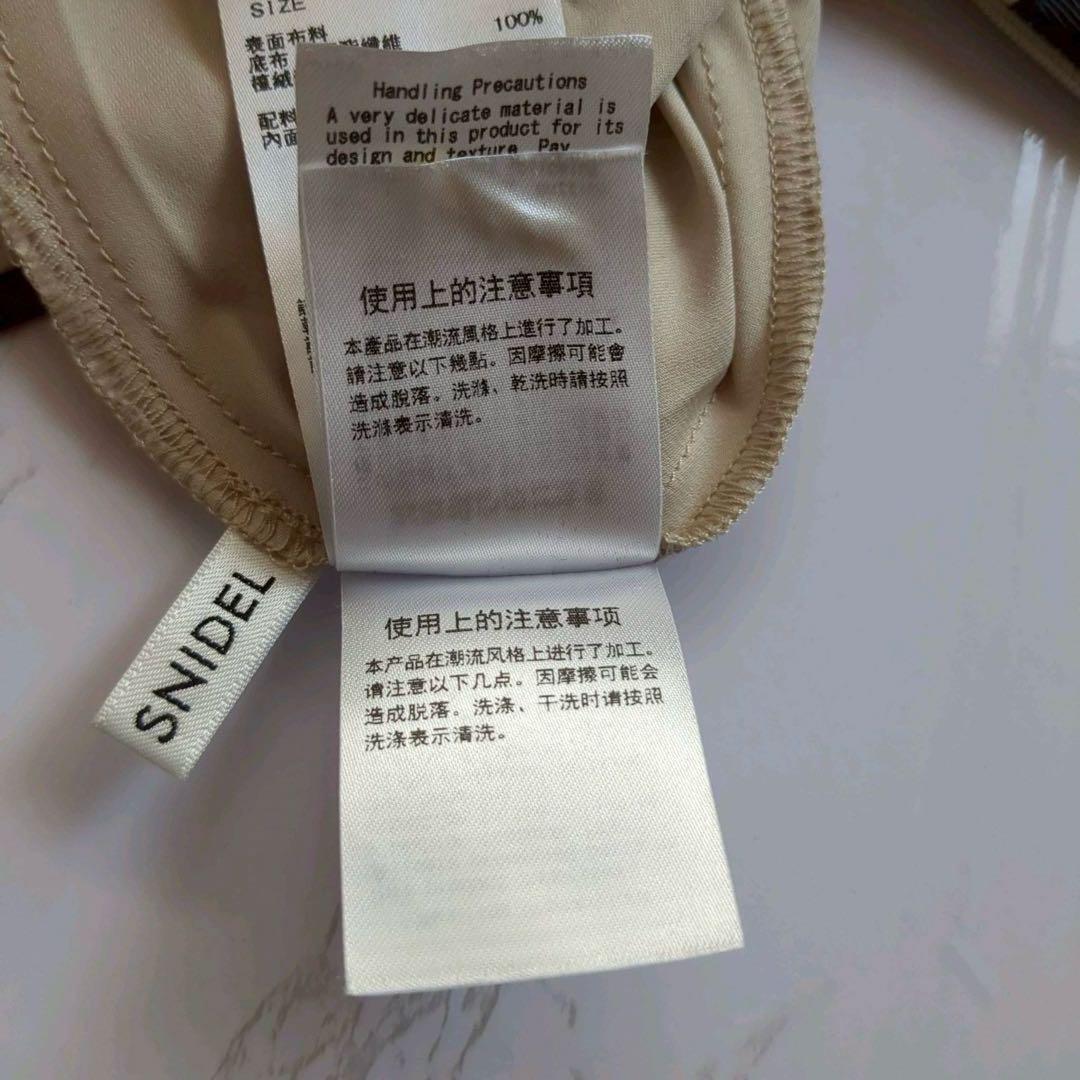 SIZE
表面布料
100%
底布
纖維
配料
內面
Handling Precautions
A very delicate material is
used in this product for its
design and texture. Pay
使用上的注意事項
本產品在潮流風格上進行了加工。
請注意以下幾點。因摩擦可能會
造成脫落。洗滌、乾洗時請按照
洗滌表示清洗。
使用上的注意事项
本产品在潮流风格上进行了加工。
请注意以下几点。因摩擦可能会
造成脱落。洗涤、干洗时请按照
洗涤表示清洗。
SNIDEL